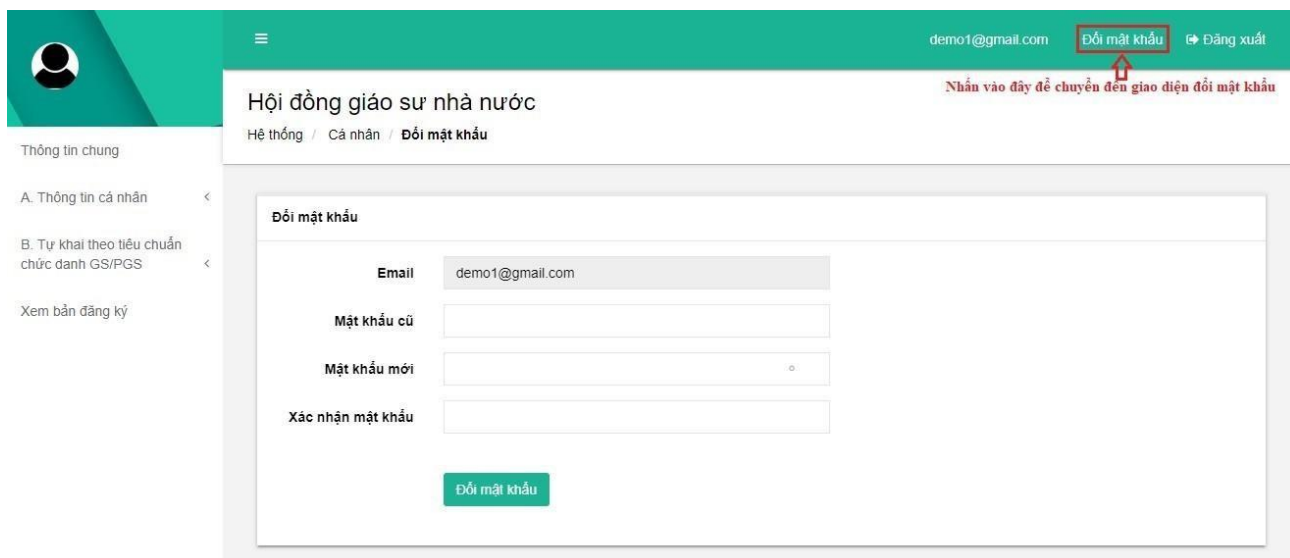 demo1@gmail.com Đổi mật khẩu Đăng xuất
Nhấn vào đây để chuyển đến giao diện đổi mật khẩu
Hội đồng giáo sư nhà nước
Hệ thống / Cá nhân / Đổi mật khẩu
Thông tin chung
A. Thông tin cá nhân
B. Tự khai theo tiêu chuẩn
chức danh GS/PGS
Xem bản đăng ký
Đổi mật khẩu
Email demo1@gmail.com
Mật khẩu cũ
Mật khẩu mới
Xác nhận mật khẩu
Đổi mật khẩu